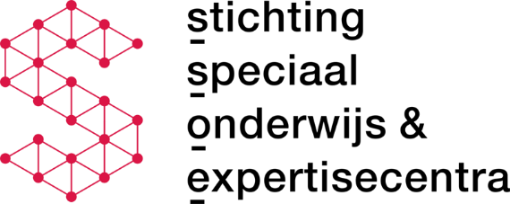 stichting
speciaal
onderwijs &
expertisecentra